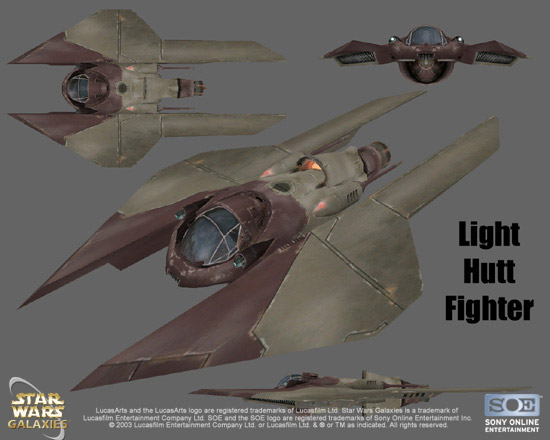 Light
Hutt
Fighter
STAR
WARS
GALAXIES
LucasArts and the LucasArts logo are registered trademarks of Lucasfilm Ltd. Star Wars Galaxies is a trademark of
Lucasfilm Entertainment Company Ltd. SOE and the SOE logo are registered trademarks of Sony Online Entertainment Inc.
© 2003 Lucasfilm Entertainment Company Ltd. or Lucasfilm Ltd. & ® or TM as indicated. All rights reserved.
SOE
SONY ONLINE
ENTERTAINMENT